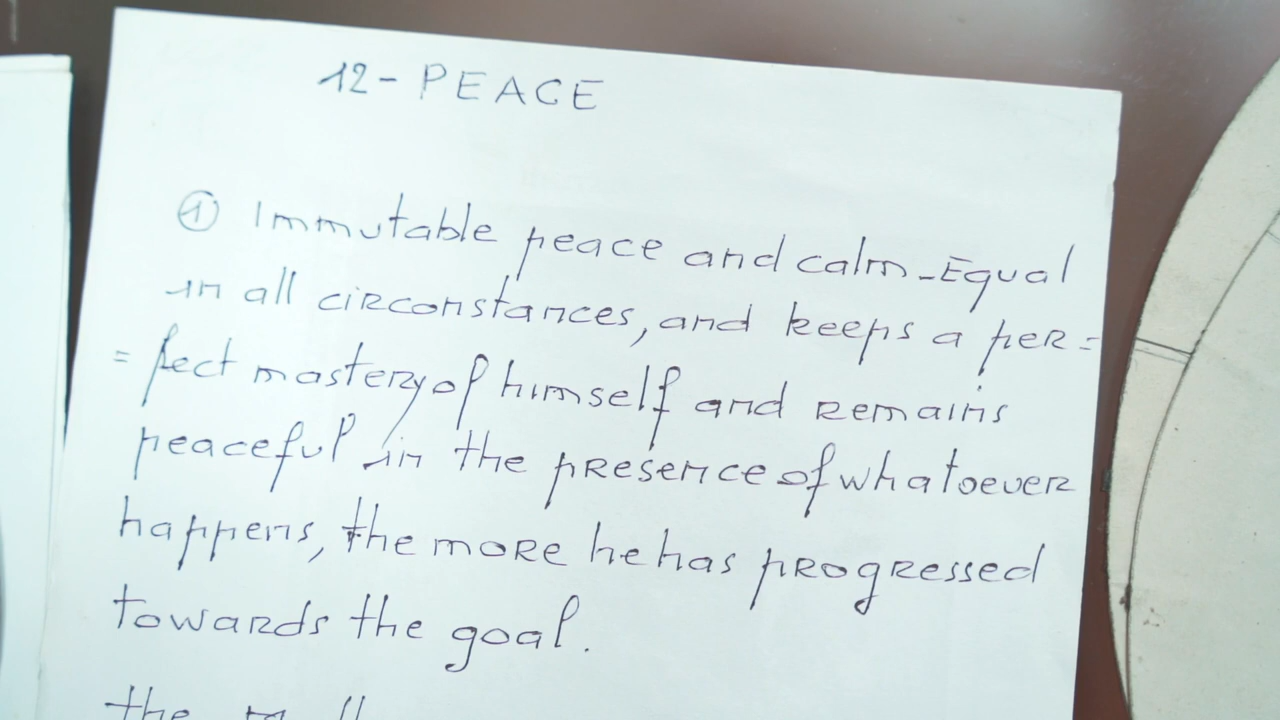 12- PEACE
① Immutable peace and calm - Equal
in all circonstances, and keeps a per=
=fect mastery of himself and remains
peaceful in the presence of whatoever
happens, the more he has progressed
towards the goal.
the